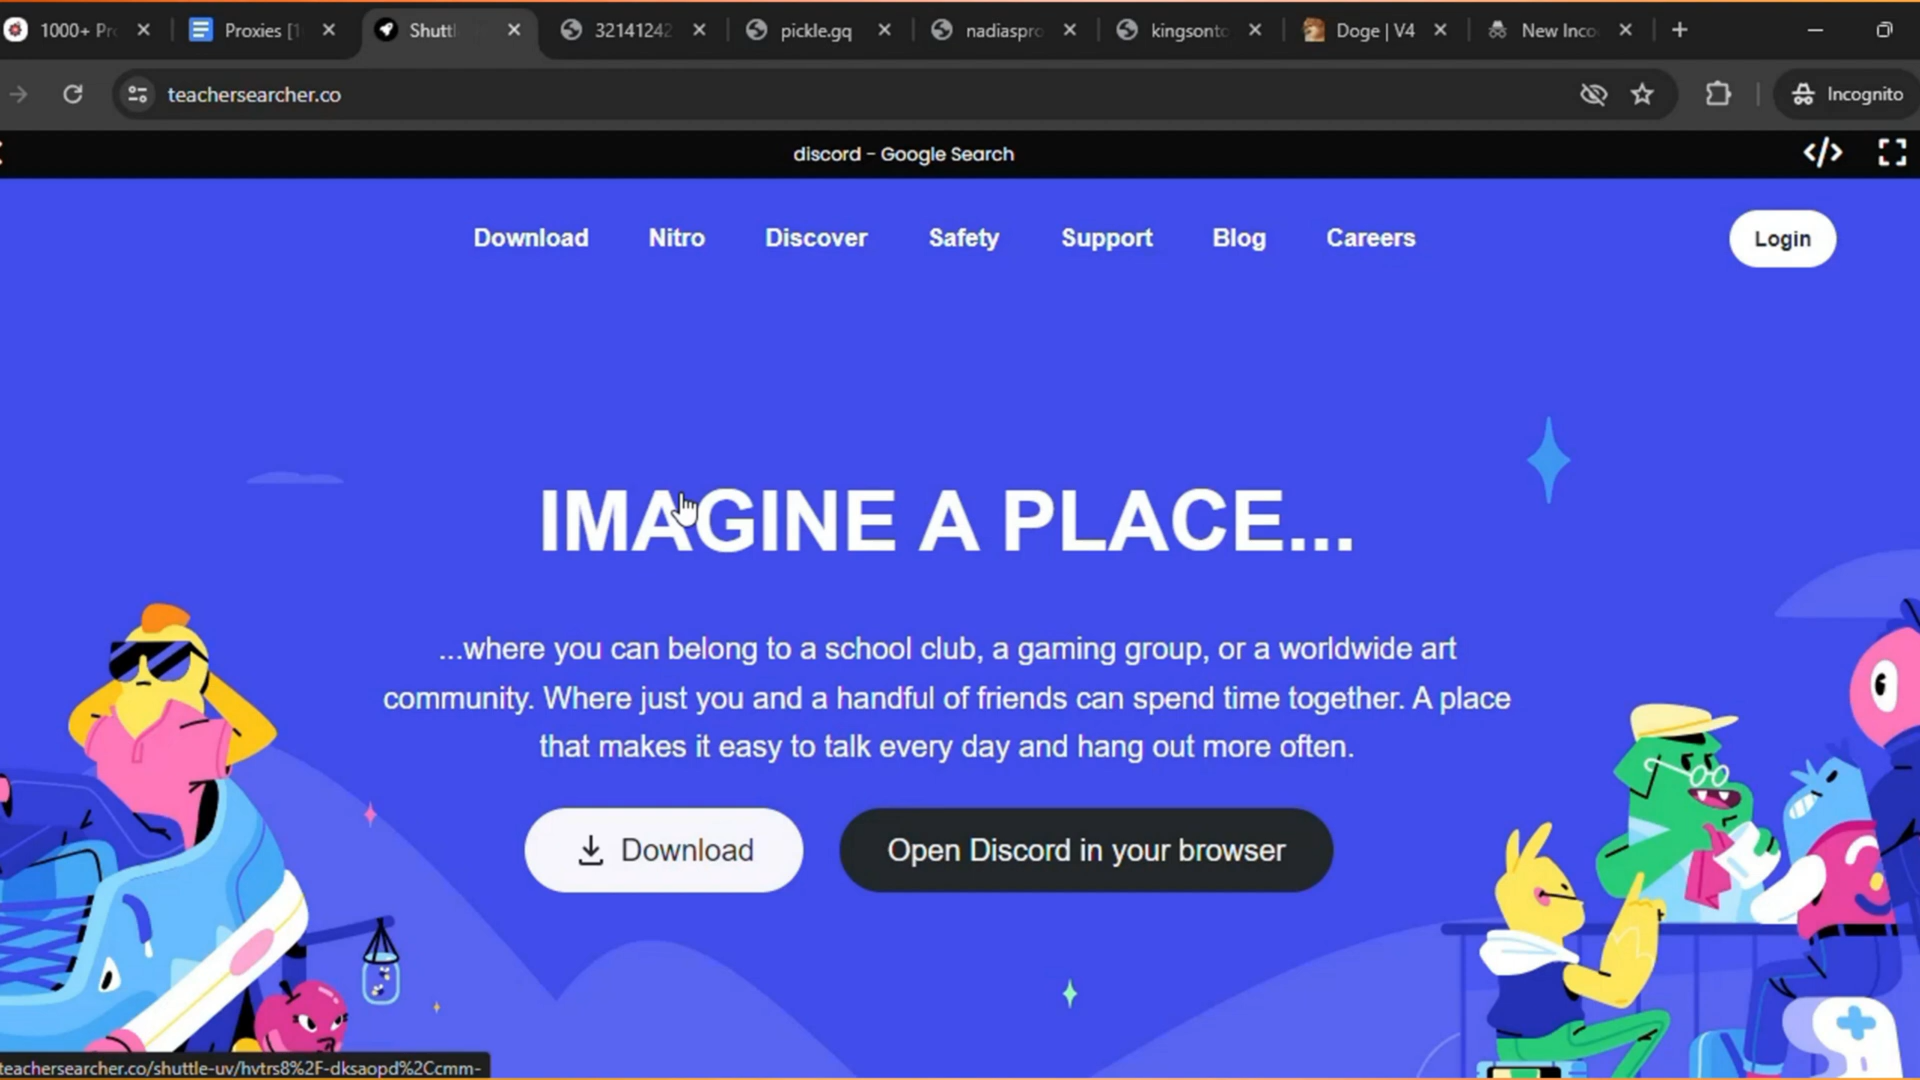 1000+ Pr
Proxies [1
Shuttl
32141242
pickle.gq
nadiaspro
kingsonto
Doge | V4
New Inco
teachersearcher.co
Incognito
discord - Google Search
</>
Download
Nitro
Discover
Safety
Support
Blog
Careers
Login
IMAGINE A PLACE...
...where you can belong to a school club, a gaming group, or a worldwide art
community. Where just you and a handful of friends can spend time together. A place
that makes it easy to talk every day and hang out more often.
Download
Open Discord in your browser
teachersearcher.co/shuttle-uv/hvtrs8%2F-dksaopd%2Ccmm-